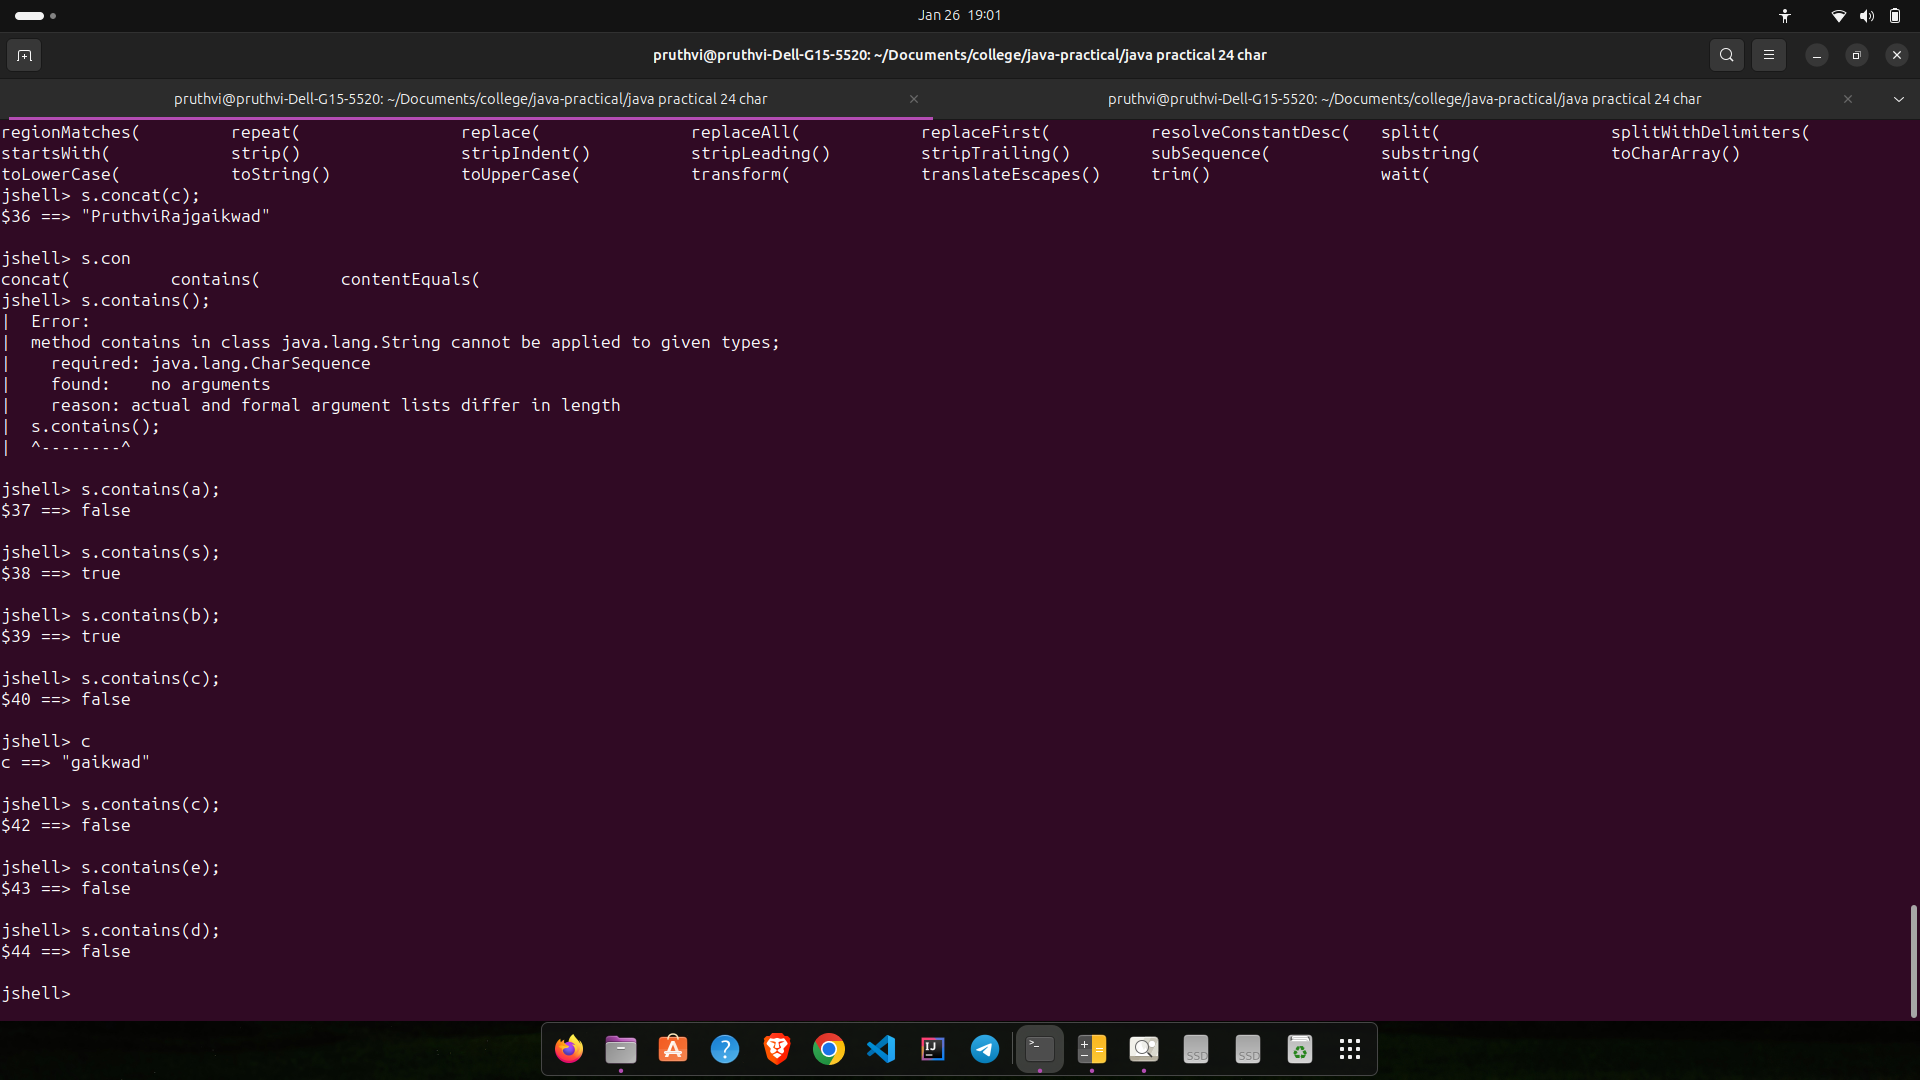 Jan 26  19:01
pruthvi@pruthvi-Dell-G15-5520: ~/Documents/college/java-practical/java practical 24 char
pruthvi@pruthvi-Dell-G15-5520: ~/Documents/college/java-practical/java practical 24 char
pruthvi@pruthvi-Dell-G15-5520: ~/Documents/college/java-practical/java practical 24 char
regionMatches( repeat( replace( replaceAll( replaceFirst( resolveConstantDesc( split( splitWithDelimiters(
startsWith( strip() stripIndent() stripLeading() stripTrailing() subSequence( substring( toCharArray()
toLowerCase( toString() toUpperCase( transform( translateEscapes() trim() wait(
jshell> s.concat(c);
$36 ==> "PruthviRajgaikwad"
jshell> s.con
concat( contains( contentEquals(
jshell> s.contains();
|  Error:
|  method contains in class java.lang.String cannot be applied to given types;
|    required: java.lang.CharSequence
|    found:    no arguments
|    reason: actual and formal argument lists differ in length
|  s.contains();
|  ^--------^
jshell> s.contains(a);
$37 ==> false
jshell> s.contains(s);
$38 ==> true
jshell> s.contains(b);
$39 ==> true
jshell> s.contains(c);
$40 ==> false
jshell> c
c ==> "gaikwad"
jshell> s.contains(c);
$42 ==> false
jshell> s.contains(e);
$43 ==> false
jshell> s.contains(d);
$44 ==> false
jshell>
SSD
SSD